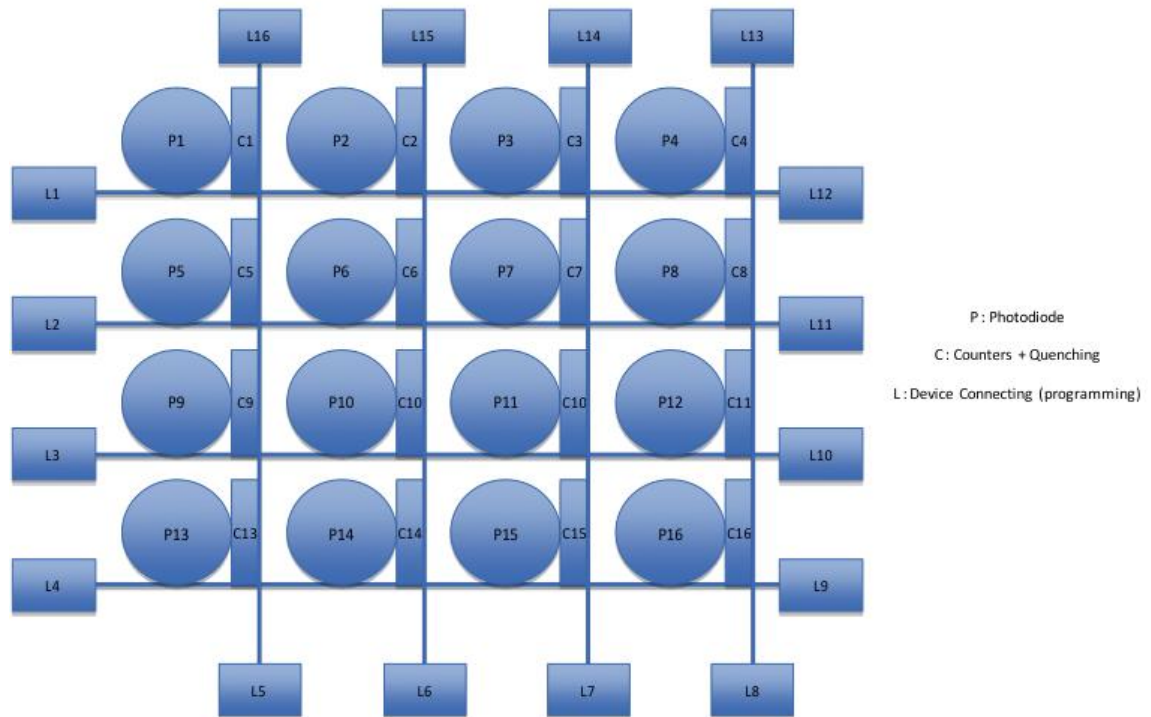 L16 L15 L14 L13
P1 C1 P2 C2 P3 C3 P4 C4
L1 L12
P5 C5 P6 C6 P7 C7 P8 C8
L2 L11
P : Photodiode
C : Counters + Quenching
L : Device Connecting (programming)
P9 C9 P10 C10 P11 C10 P12 C11
L3 L10
P13 C13 P14 C14 P15 C15 P16 C16
L4 L9
L5 L6 L7 L8